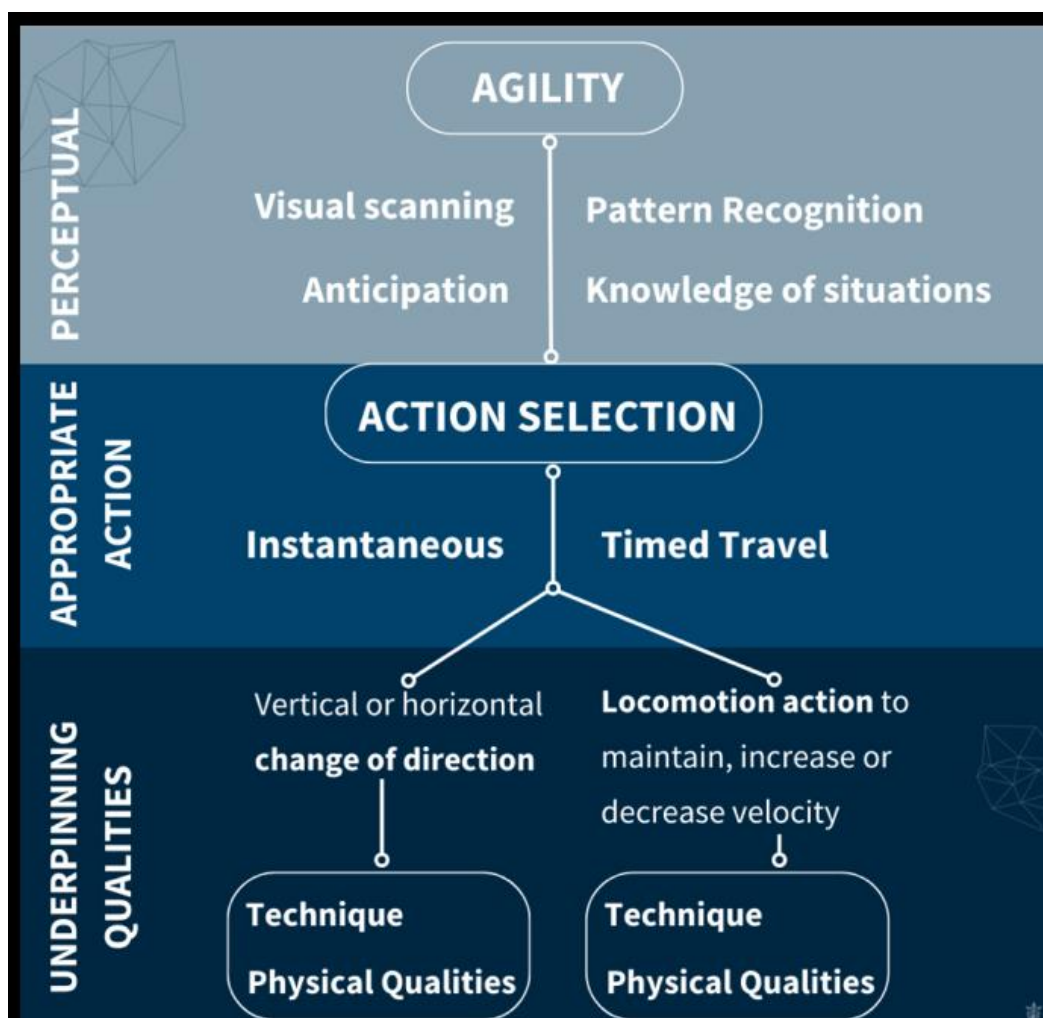 AGILITY
PERCEPTUAL
Visual scanning
Pattern Recognition
Anticipation
Knowledge of situations
ACTION SELECTION
APPROPRIATE
ACTION
Instantaneous
Timed Travel
UNDERPINNING
QUALITIES
Vertical or horizontal
change of direction
Locomotion action to
maintain, increase or
decrease velocity
Technique
Physical Qualities
Technique
Physical Qualities